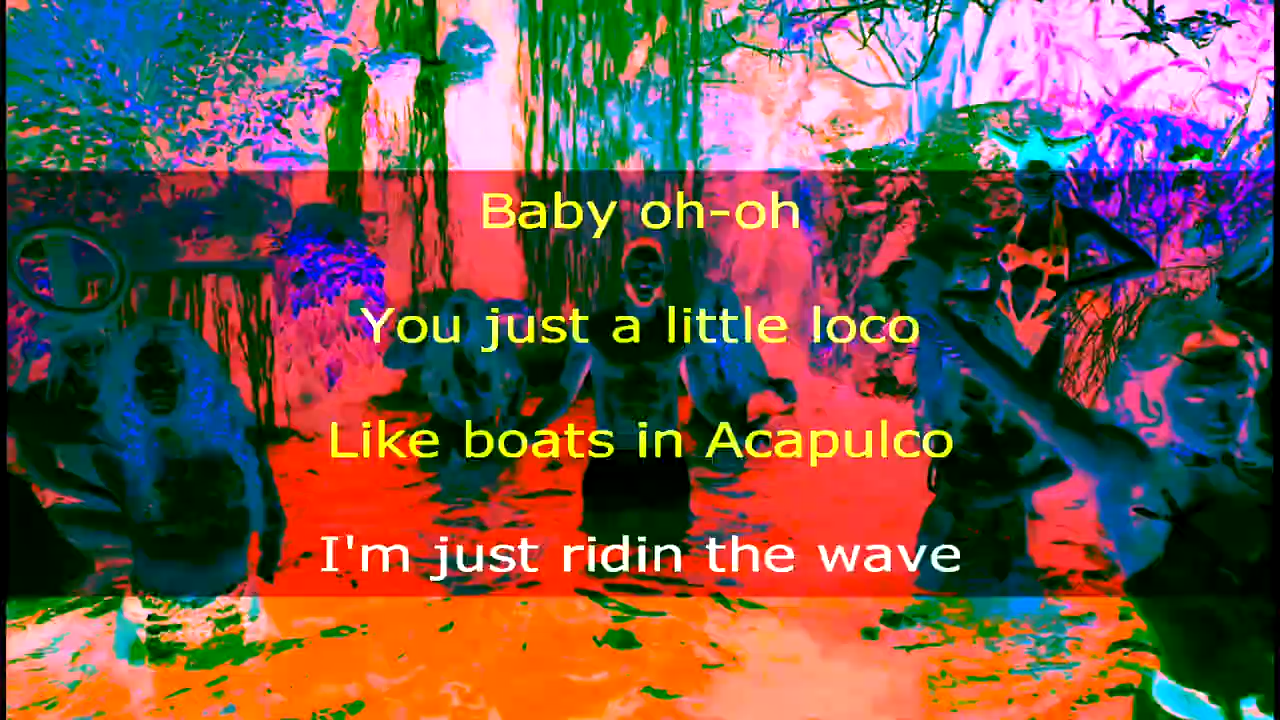 Baby oh-oh
You just a little loco
Like boats in Acapulco
I'm just ridin the wave